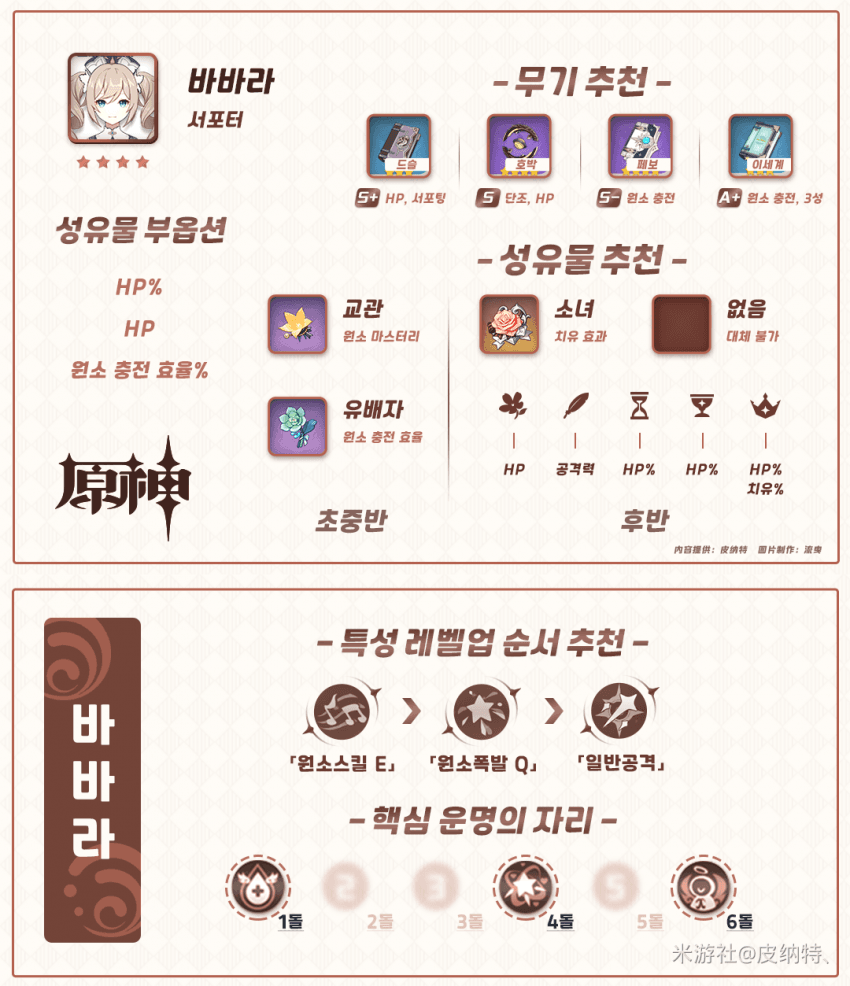 바바라
서포터
성유물 부옵션
HP%
HP
원소 충전 효율%
原神
- 무기 추천 -
드슬
호박
페보
이세계
S+ HP, 서포팅
S 단조, HP
S- 원소 충전
A+ 원소 충전, 3성
- 성유물 추천 -
교관
원소 마스터리
유배자
원소 충전 효율
초중반
소녀
치유 효과
없음
대체 불가
HP
공격력
HP%
HP%
HP%
치유%
후반
内容提供：皮纳特 图片制作：流曳
바바라
- 특성 레벨업 순서 추천 -
「원소스킬 E」
「원소폭발 Q」
「일반공격」
- 핵심 운명의 자리 -
2
3
5
1돌
2돌
3돌
4돌
5돌
6돌
米游社@皮纳特、